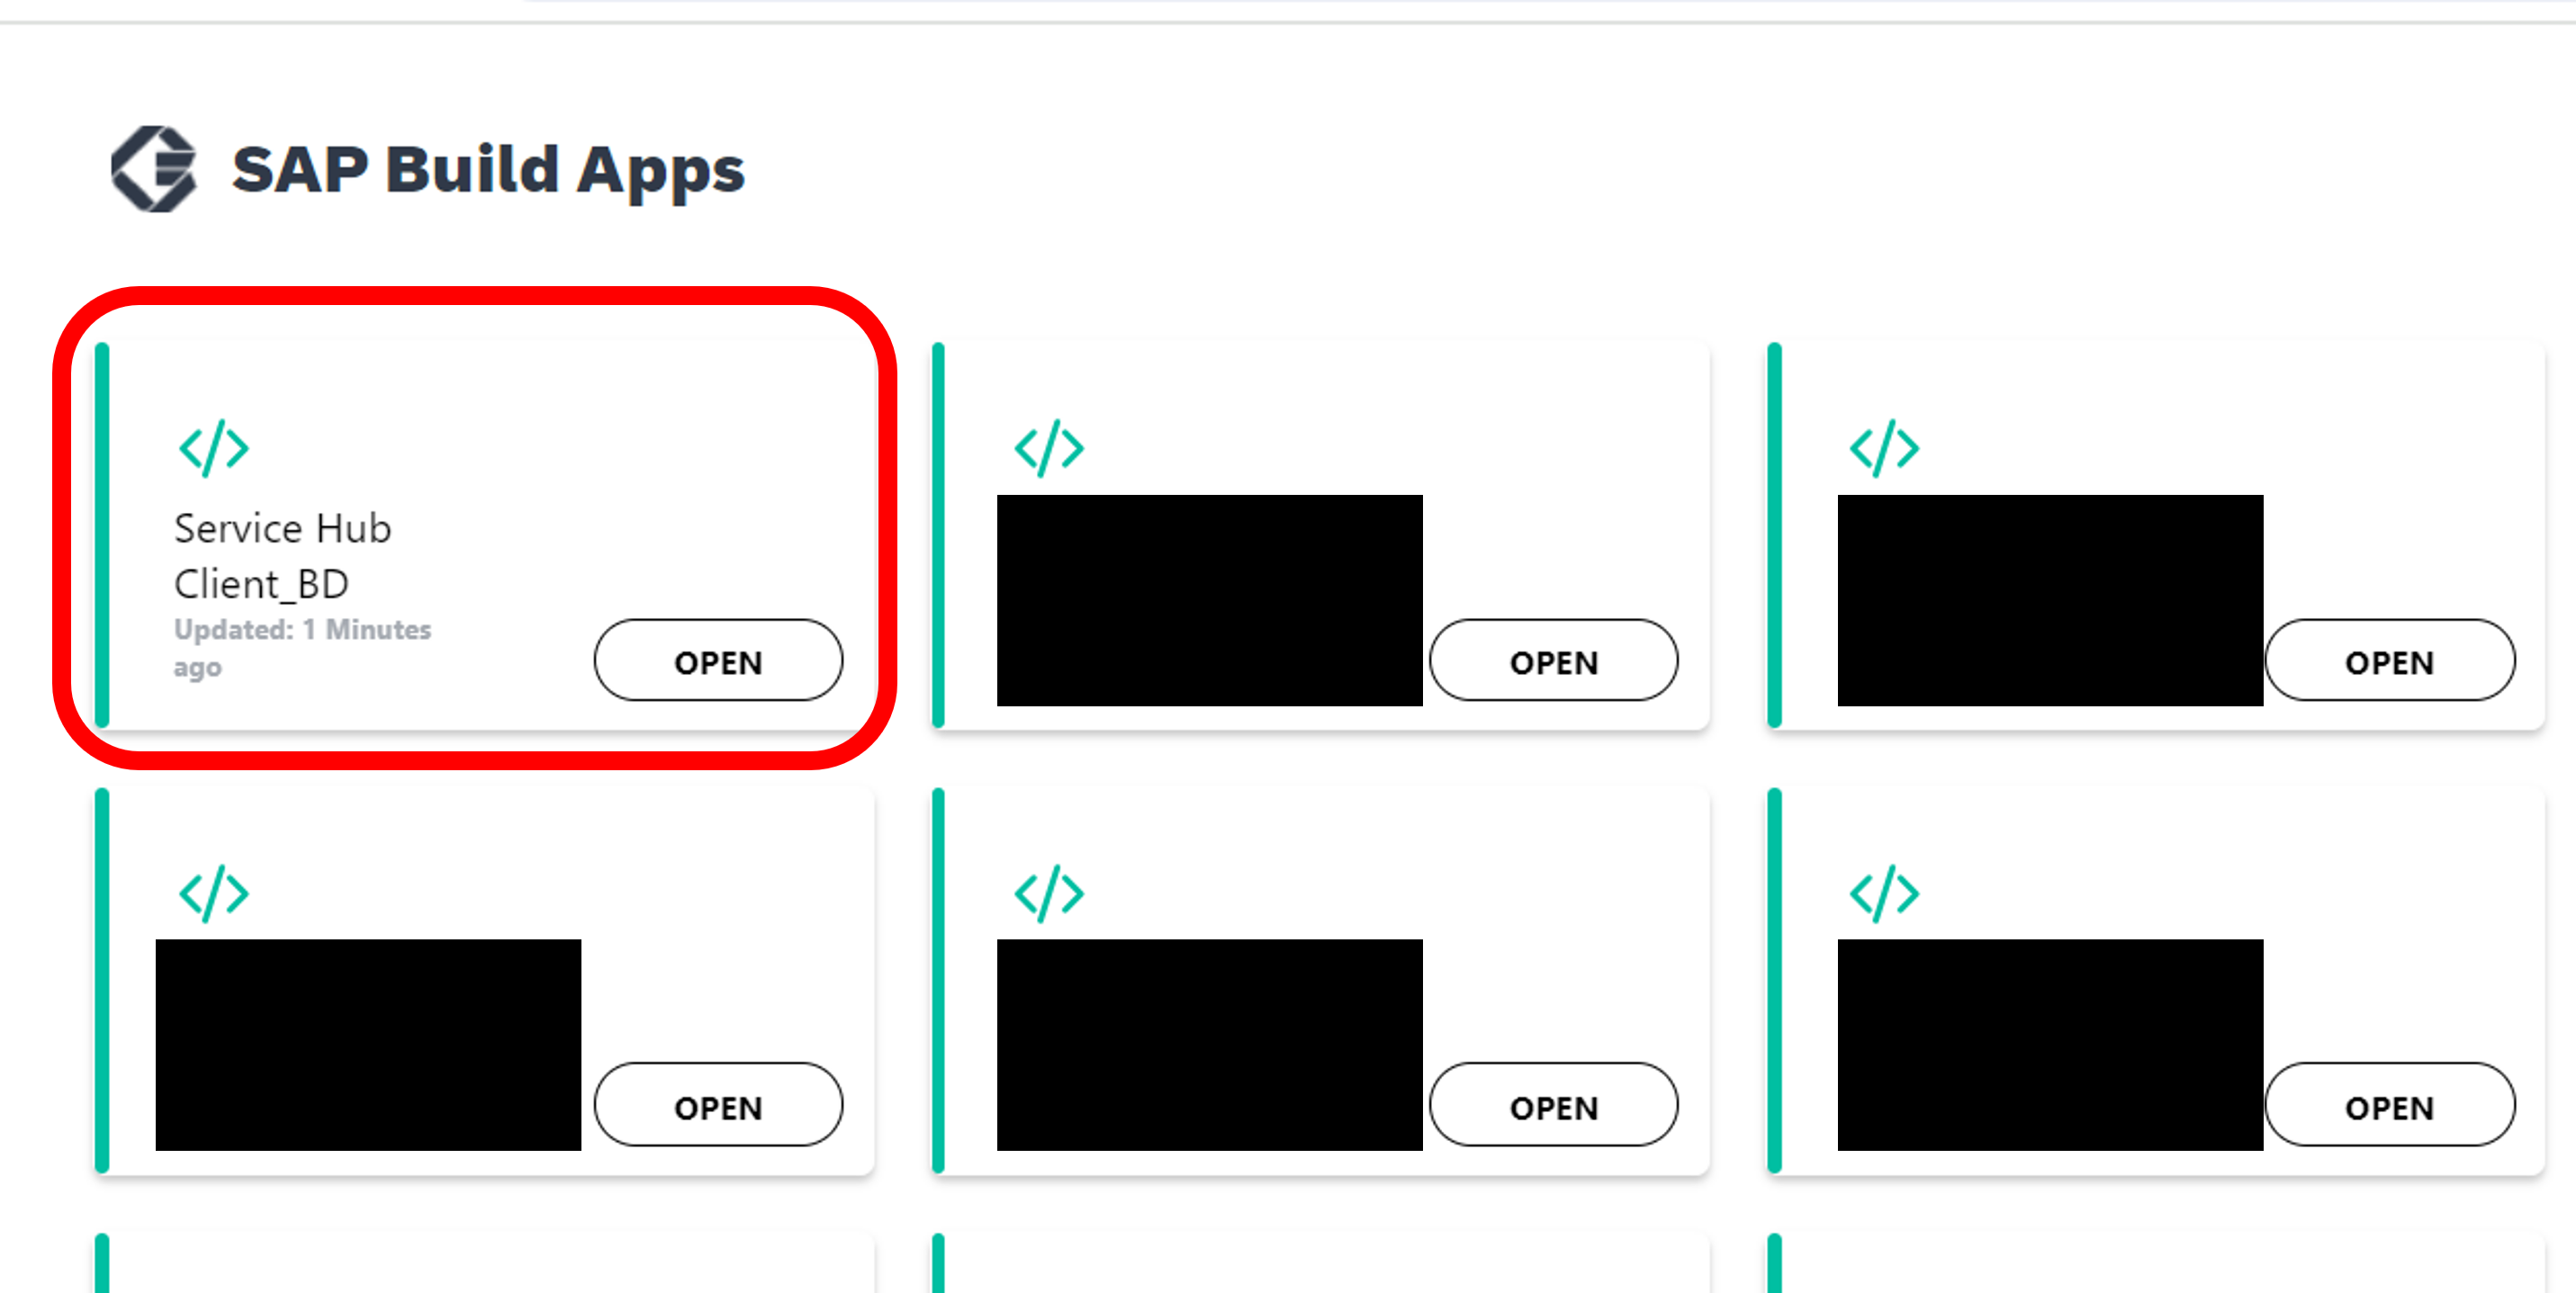 SAP Build Apps
Service Hub
Client_BD
Updated: 1 Minutes
ago
OPEN
OPEN
OPEN
OPEN
OPEN
OPEN